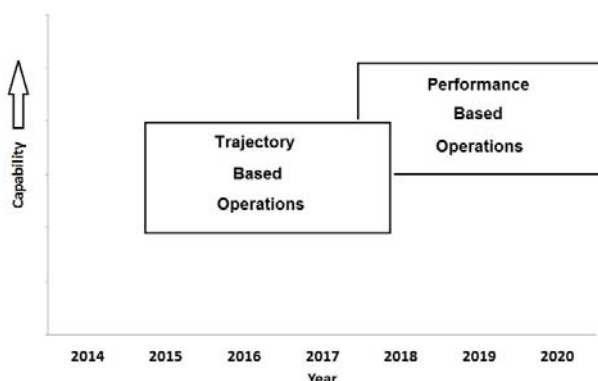 Performance
Based
Operations
Trajectory
Based
Operations
Capability
2014 2015 2016 2017 2018 2019 2020
Year